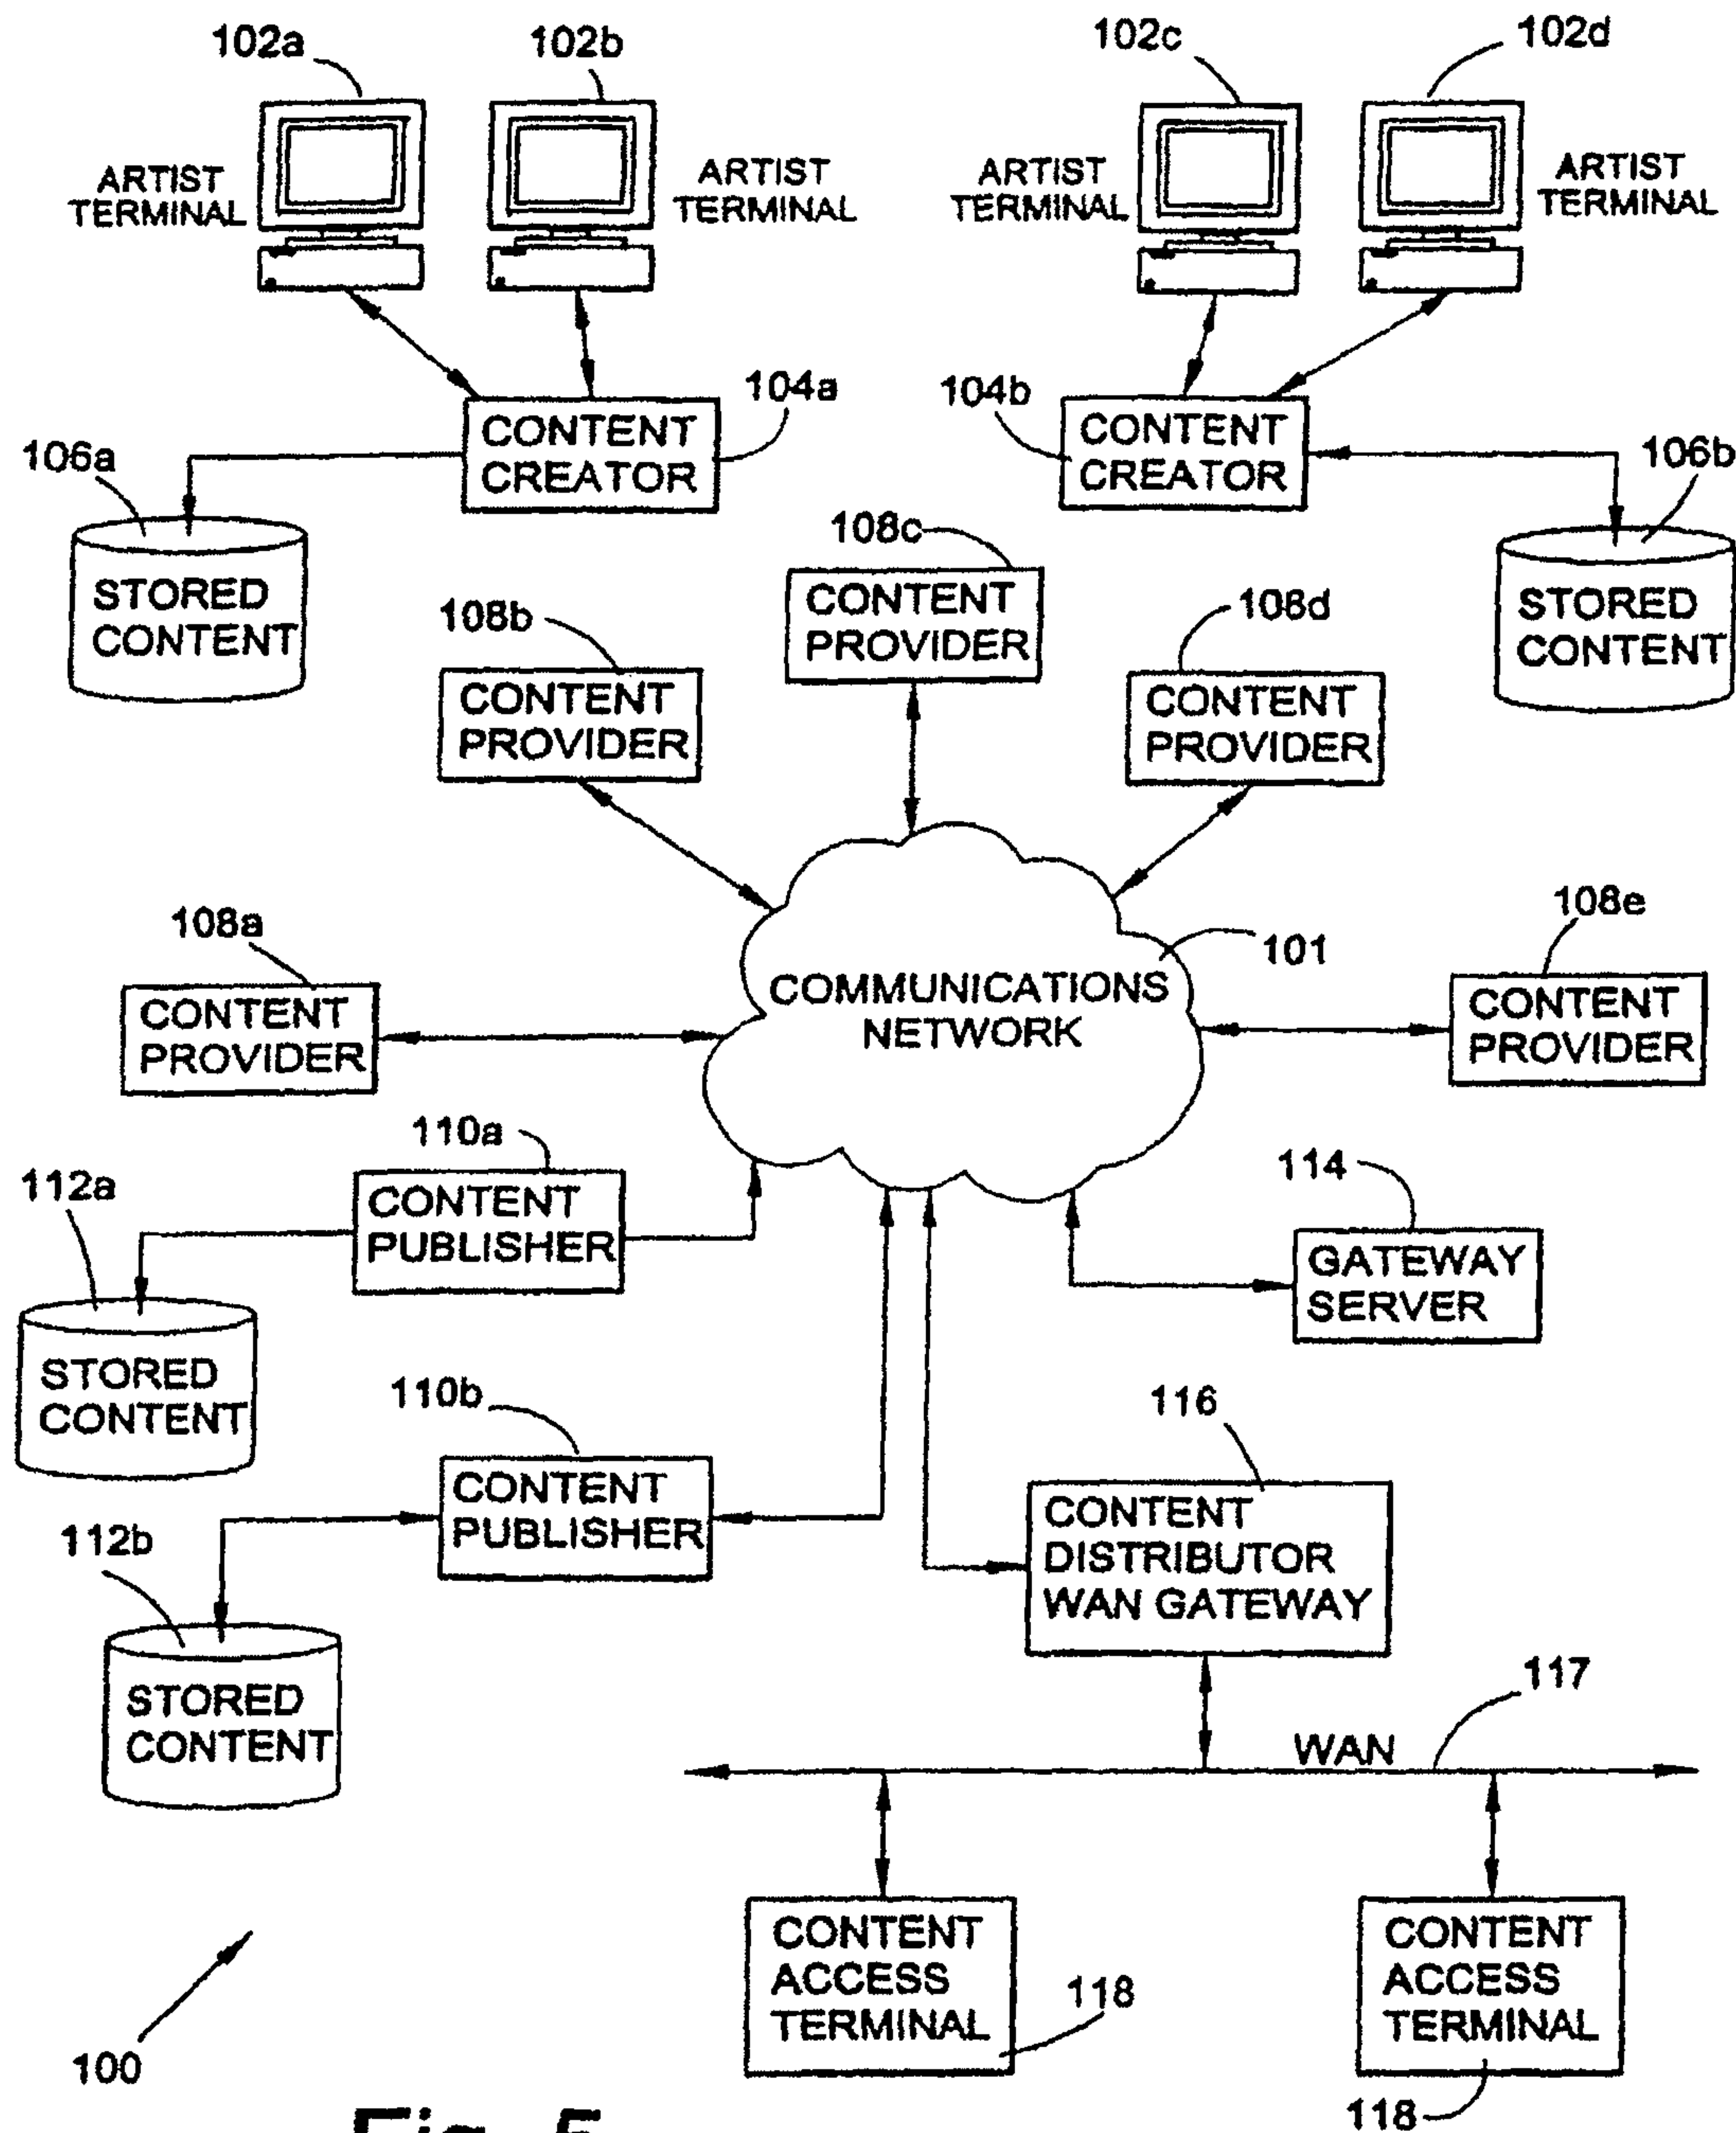 102a
102b
102c
102d
ARTIST
TERMINAL
ARTIST
TERMINAL
ARTIST
TERMINAL
ARTIST
TERMINAL
104a
104b
CONTENT
CREATOR
CONTENT
CREATOR
106a
106b
STORED
CONTENT
STORED
CONTENT
108c
CONTENT
PROVIDER
108b
CONTENT
PROVIDER
108d
CONTENT
PROVIDER
108a
CONTENT
PROVIDER
101
COMMUNICATIONS
NETWORK
108e
CONTENT
PROVIDER
110a
CONTENT
PUBLISHER
112a
STORED
CONTENT
114
GATEWAY
SERVER
110b
CONTENT
PUBLISHER
112b
STORED
CONTENT
116
CONTENT
DISTRIBUTOR
WAN GATEWAY
117
WAN
CONTENT
ACCESS
TERMINAL
118
CONTENT
ACCESS
TERMINAL
118
100
Fig. 5